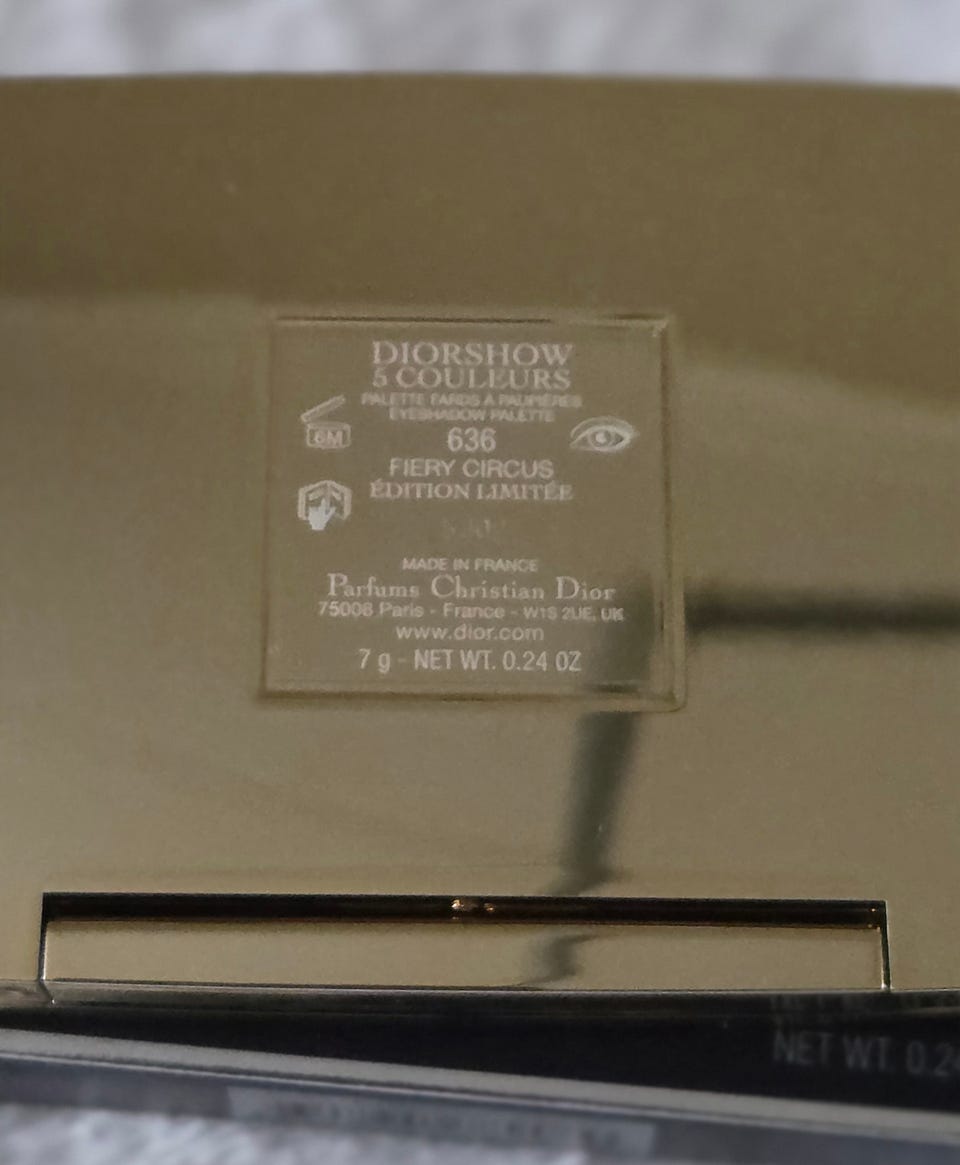 DIORSHOW
5 COULEURS
PALETTE FARDS À PAUPIÈRES
EYESHADOW PALETTE
6M
636
FIERY CIRCUS
ÉDITION LIMITÉE
MADE IN FRANCE
Parfums Christian Dior
75008 Paris - France - W1S 2UE, UK
www.dior.com
7 g - NET WT. 0.24 OZ
NET WT. 0.24